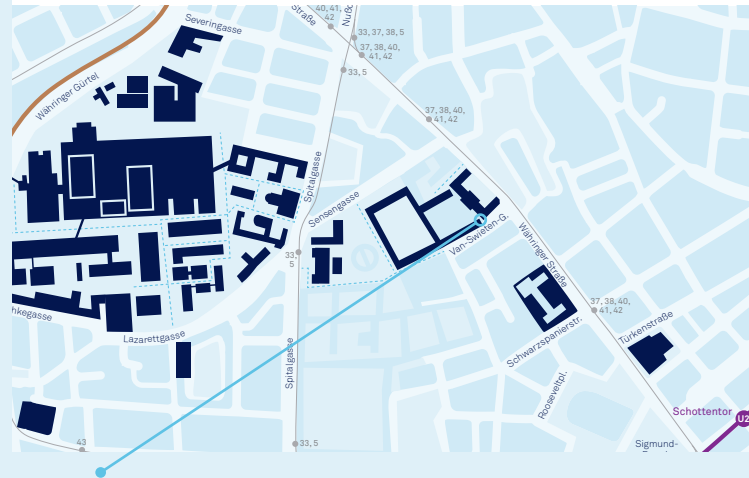 Straße
40, 41,
42
Nußd
33, 37, 38, 5
37, 38, 40,
41, 42
33, 5
Severingasse
Währinger Gürtel
37, 38, 40,
41, 42
Spitalgasse
Sensengasse
Van-Swieten-G.
Währinger Straße
33,
5
37, 38, 40,
41, 42
hkegasse
Lazarettgasse
Spitalgasse
Türkenstraße
Schwarzspanierstr.
Rooseveltpl.
Schottentor
U2
43
33, 5
Sigmund-